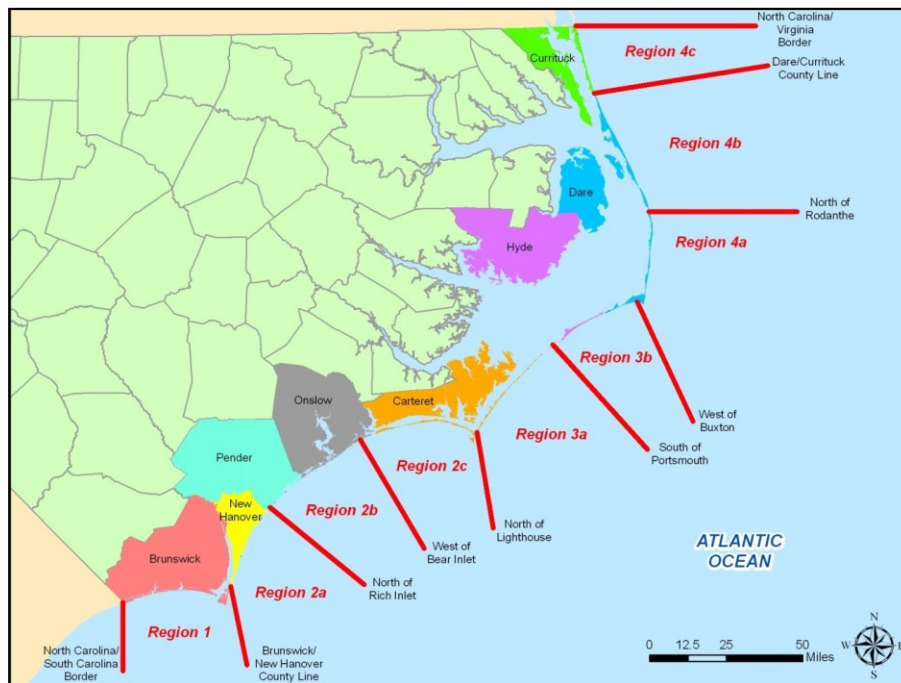 North Carolina/
Virginia
Border
Region 4c
Currituck
Dare/Currituck
County Line
Region 4b
Dare
North of
Rodanthe
Hyde
Region 4a
Region 3b
West of
Buxton
South of
Portsmouth
Onslow
Carteret
Region 3a
Pender
Region 2c
New
Hanover
Region 2b
North of
Lighthouse
West of
Bear Inlet
ATLANTIC
OCEAN
Brunswick
North of
Rich Inlet
Region 2a
Region 1
North Carolina/
South Carolina
Border
Brunswick/
New Hanover
County Line
0 12.5 25 50
Miles
N
W
E
S